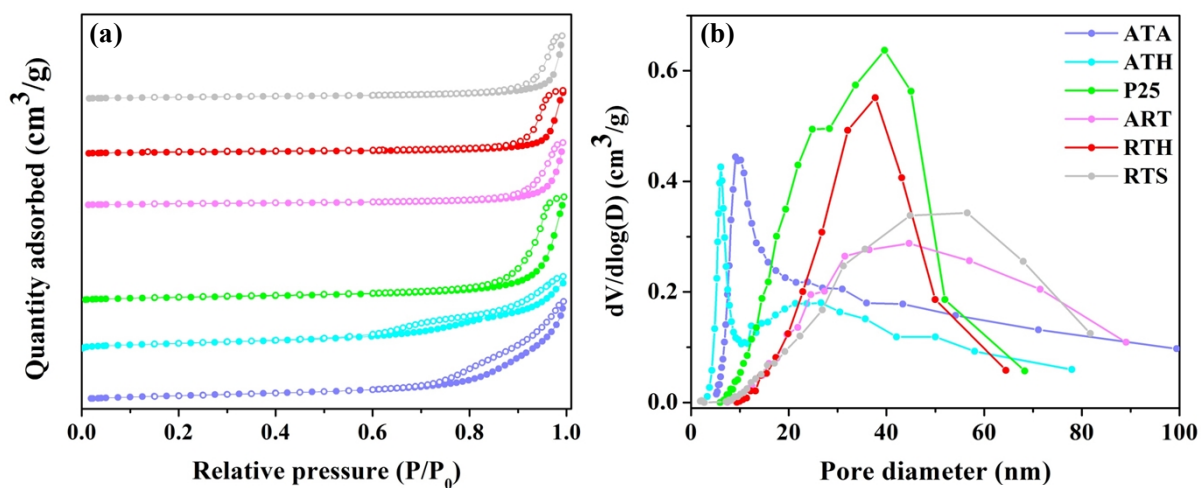 (a)
Quantity adsorbed (cm³/g)
0.0 0.2 0.4 0.6 0.8 1.0
Relative pressure (P/P₀)
(b)
dV/dlog(D) (cm³/g)
0.6
0.4
0.2
0.0
ATA
ATH
P25
ART
RTH
RTS
0 20 40 60 80 100
Pore diameter (nm)